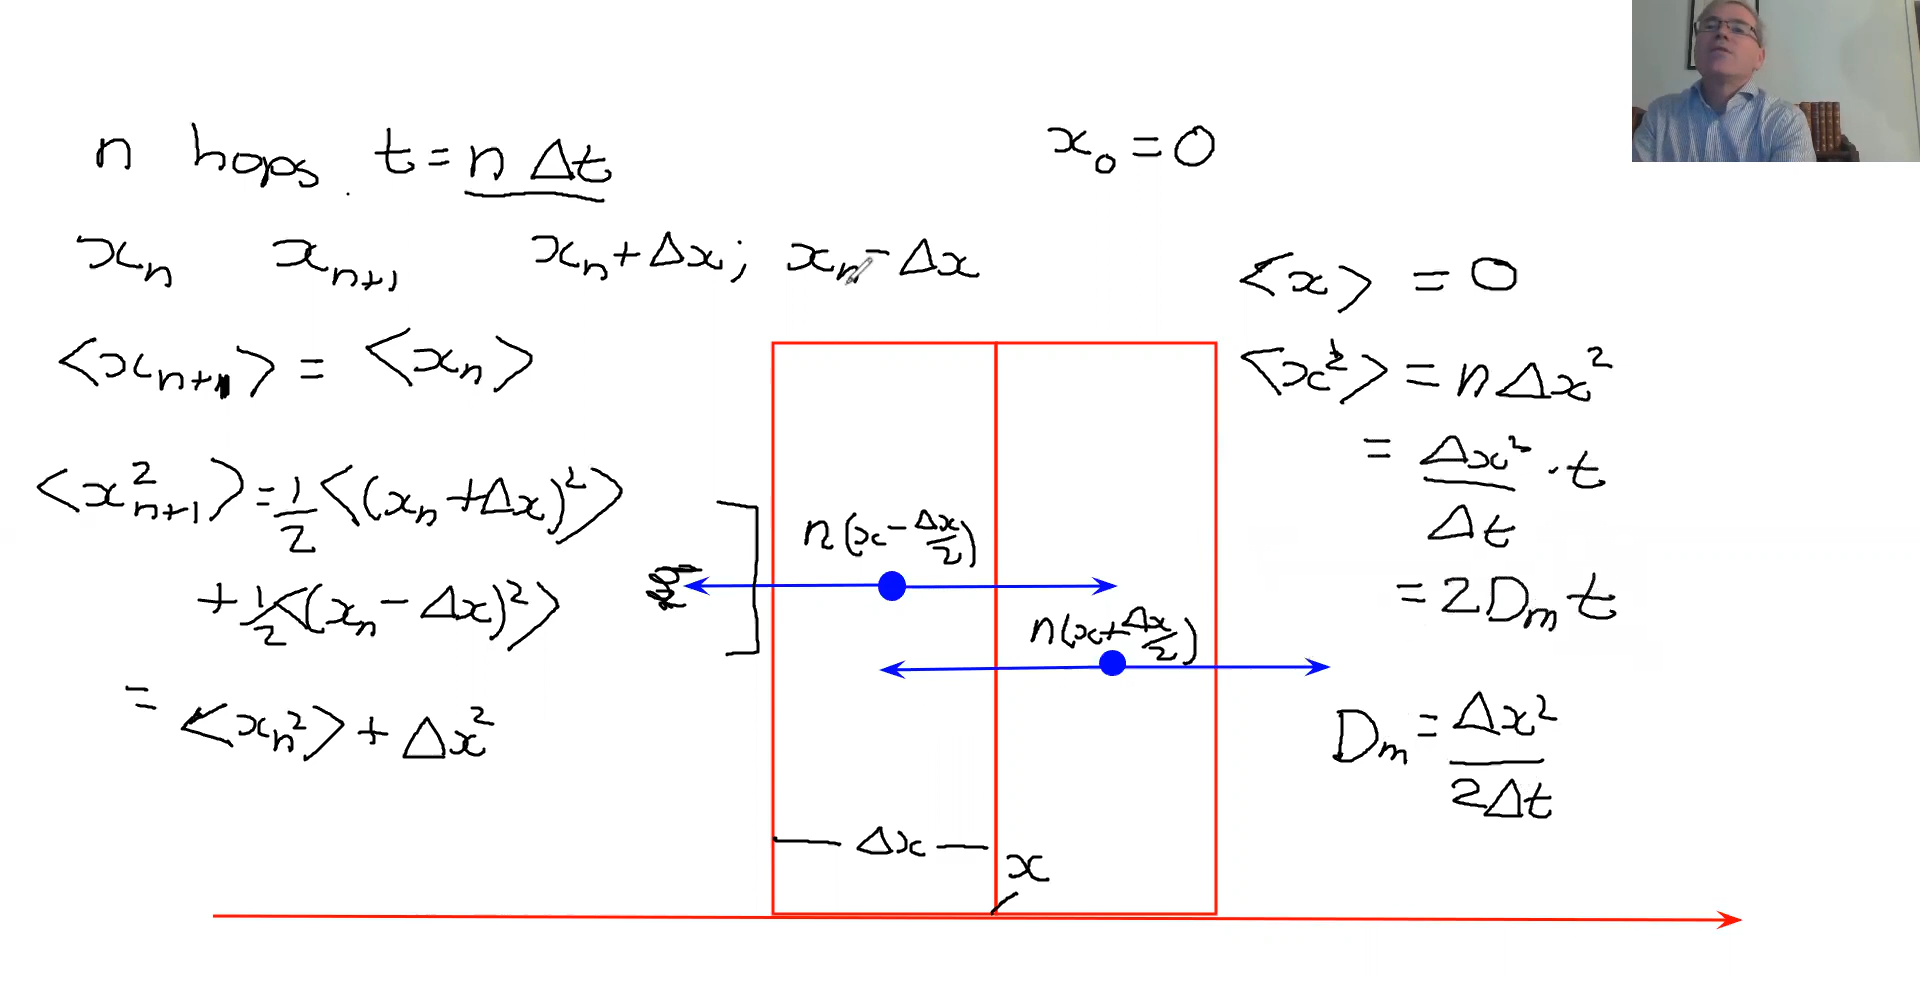 n hops. t = n Δt
x₀ = 0
xₙ xₙ₊₁ xₙ + Δx; xₙ - Δx
⟨xₙ₊₁⟩ = ⟨xₙ⟩
⟨x²ₙ₊₁⟩ = 1/2 ⟨(xₙ + Δx)²⟩
+ 1/2 ⟨(xₙ - Δx)²⟩
= ⟨xₙ²⟩ + Δx²
n(x - Δx/2)
n(x + Δx/2)
Δx
x
⟨x⟩ = 0
⟨x²⟩ = n Δx²
= Δx²/Δt · t
= 2Dₘt
Dₘ = Δx²/2Δt